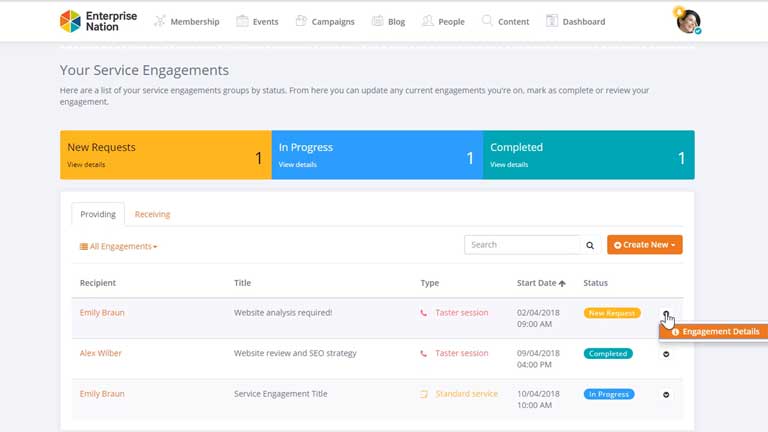 Enterprise
Nation
Membership
Events
Campaigns
Blog
People
Content
Dashboard
Your Service Engagements
Here are a list of your service engagements groups by status. From here you can update any current engagements you're on, mark as complete or review your
engagement.
New Requests
View details
1
In Progress
View details
1
Completed
View details
1
Providing
Receiving
All Engagements
Search
Create New
Recipient
Title
Type
Start Date
Status
Emily Braun
Website analysis required!
Taster session
02/04/2018
09:00 AM
New Request
Engagement Details
Alex Wilber
Website review and SEO strategy
Taster session
09/04/2018
04:00 PM
Completed
Emily Braun
Service Engagement Title
Standard service
10/04/2018
10:00 AM
In Progress